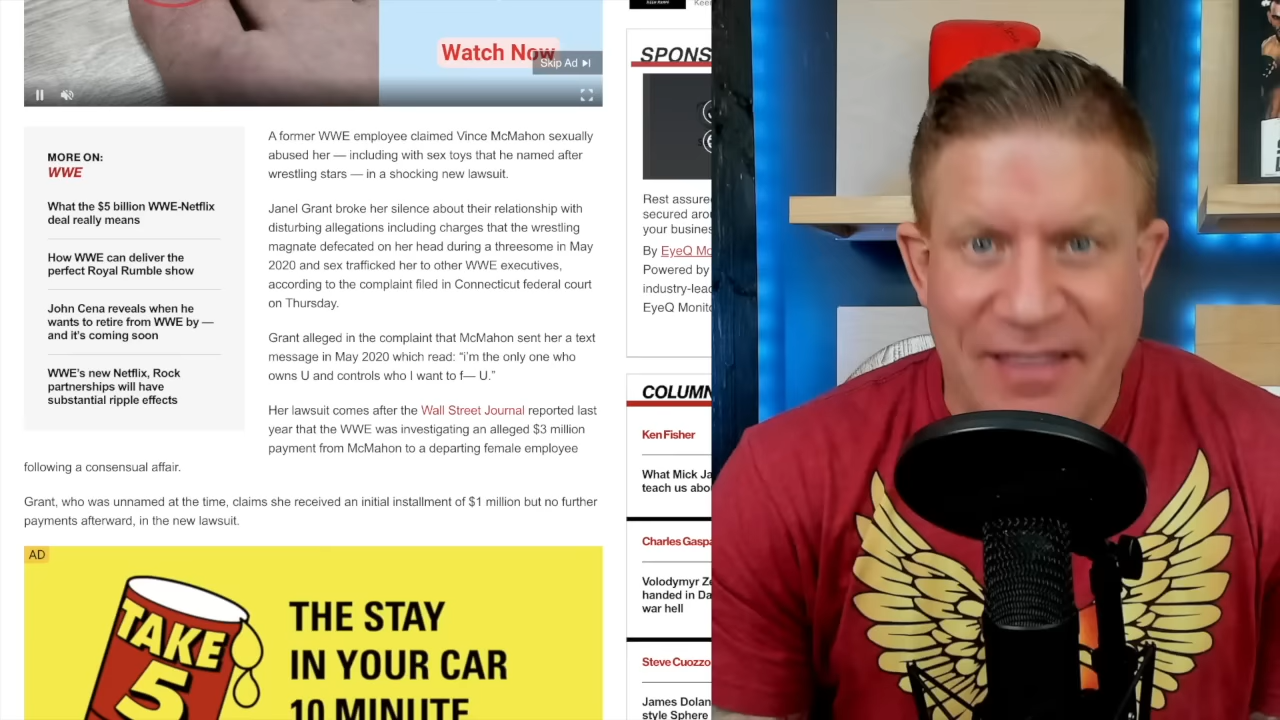 Watch Now
Skip Ad
MORE ON:
WWE
What the $5 billion WWE-Netflix
deal really means
How WWE can deliver the
perfect Royal Rumble show
John Cena reveals when he
wants to retire from WWE by —
and it's coming soon
WWE's new Netflix, Rock
partnerships will have
substantial ripple effects
A former WWE employee claimed Vince McMahon sexually
abused her — including with sex toys that he named after
wrestling stars — in a shocking new lawsuit.
Janel Grant broke her silence about their relationship with
disturbing allegations including charges that the wrestling
magnate defecated on her head during a threesome in May
2020 and sex trafficked her to other WWE executives,
according to the complaint filed in Connecticut federal court
on Thursday.
Grant alleged in the complaint that McMahon sent her a text
message in May 2020 which read: “i'm the only one who
owns U and controls who I want to f— U.”
Her lawsuit comes after the Wall Street Journal reported last
year that the WWE was investigating an alleged $3 million
payment from McMahon to a departing female employee
following a consensual affair.
Grant, who was unnamed at the time, claims she received an initial installment of $1 million but no further
payments afterward, in the new lawsuit.
AD
TAKE
5
THE STAY
IN YOUR CAR
10 MINUTE
SPONS
Rest assure
secured arou
your busines
By EyeQ Mo
Powered by
industry-lea
EyeQ Monito
COLUMN
Ken Fisher
What Mick Ja
teach us abo
Charles Gaspa
Volodymyr Ze
handed in Da
war hell
Steve Cuozzo
James Dolan
style Sphere